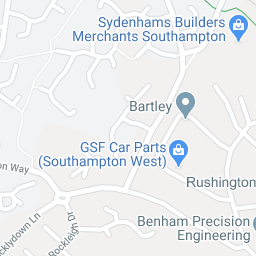 Sydenhams Builders
Merchants Southampton
Bartley
GSF Car Parts
(Southampton West)
on Way
Rushington
cklydown Ln
Rockleigh Dr
Benham Precision
Engineering